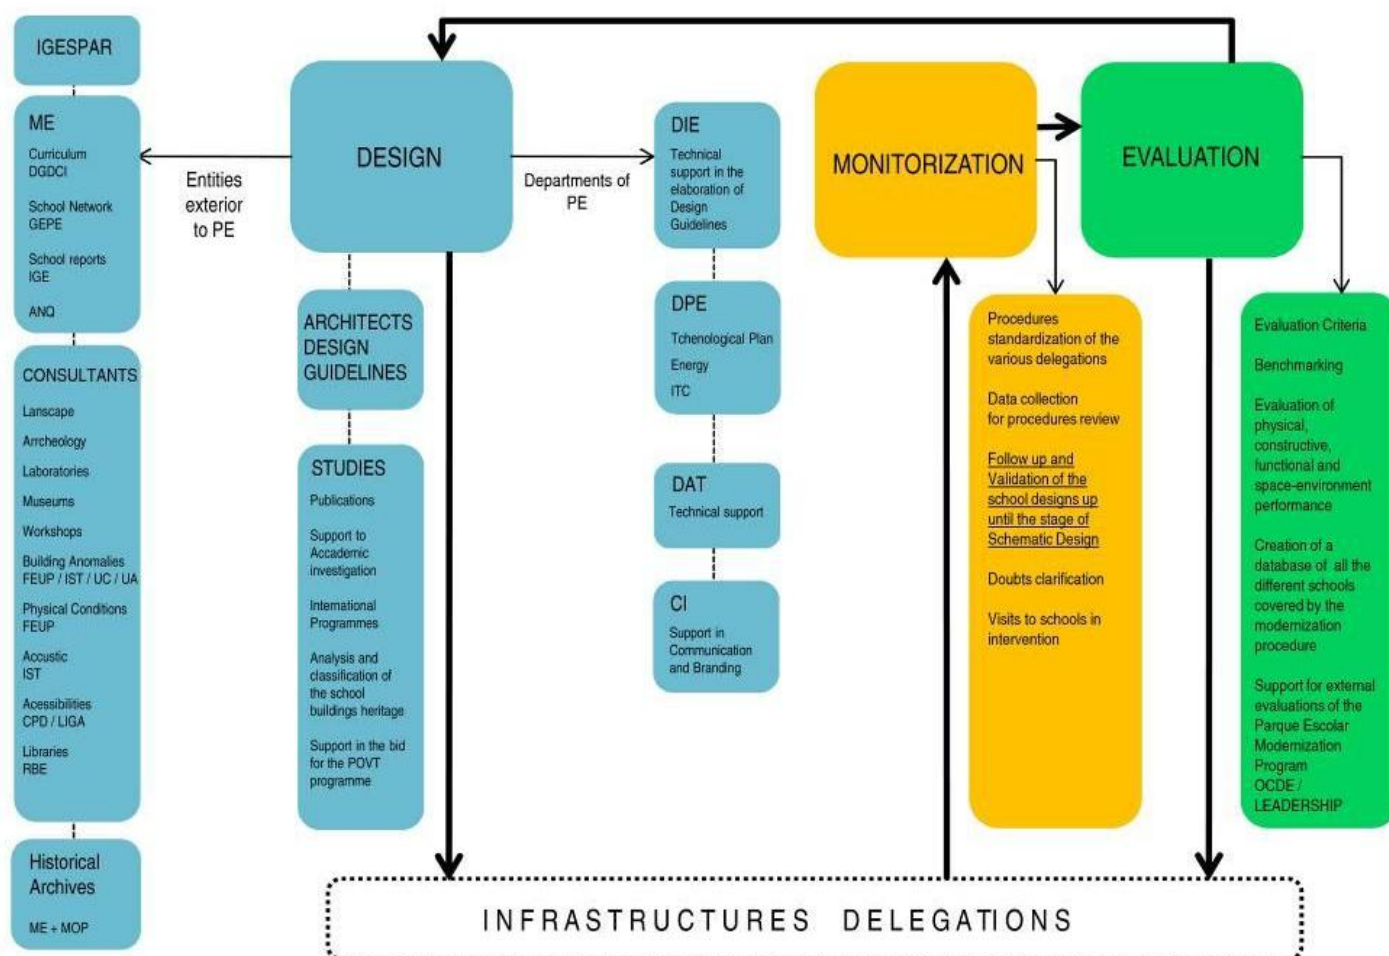 IGESPAR
ME
Curriculum
DGDCI
School Network
GEPE
School reports
IGE
ANQ
CONSULTANTS
Lanscape
Arrcheology
Laboratories
Museums
Workshops
Building Anomalies
FEUP / IST / UC / UA
Physical Conditions
FEUP
Accustic
IST
Acessibilities
CPD / LIGA
Libraries
RBE
Historical
Archives
ME + MOP
Entities
exterior
to PE
DESIGN
ARCHITECTS
DESIGN
GUIDELINES
STUDIES
Publications
Support to
Accademic
investigation
International
Programmes
Analysis and
classification of
the school
buildings heritage
Support in the bid
for the POVT
programme
Departments of
PE
DIE
Technical
support in the
elaboration of
Design
Guidelines
DPE
Tchenological Plan
Energy
ITC
DAT
Technical support
CI
Support in
Communication
and Branding
MONITORIZATION
Procedures
standardization of the
various delegations
Data collection
for procedures review
Follow up and
Validation of the
school designs up
until the stage of
Schematic Design
Doubts clarification
Visits to schools in
intervention
EVALUATION
Evaluation Criteria
Benchmarking
Evaluation of
physical,
constructive,
functional and
space-environment
performance
Creation of a
database of all the
different schools
covered by the
modernization
procedure
Support for external
evaluations of the
Parque Escolar
Modernization
Program
OCDE /
LEADERSHIP
INFRASTRUCTURES DELEGATIONS